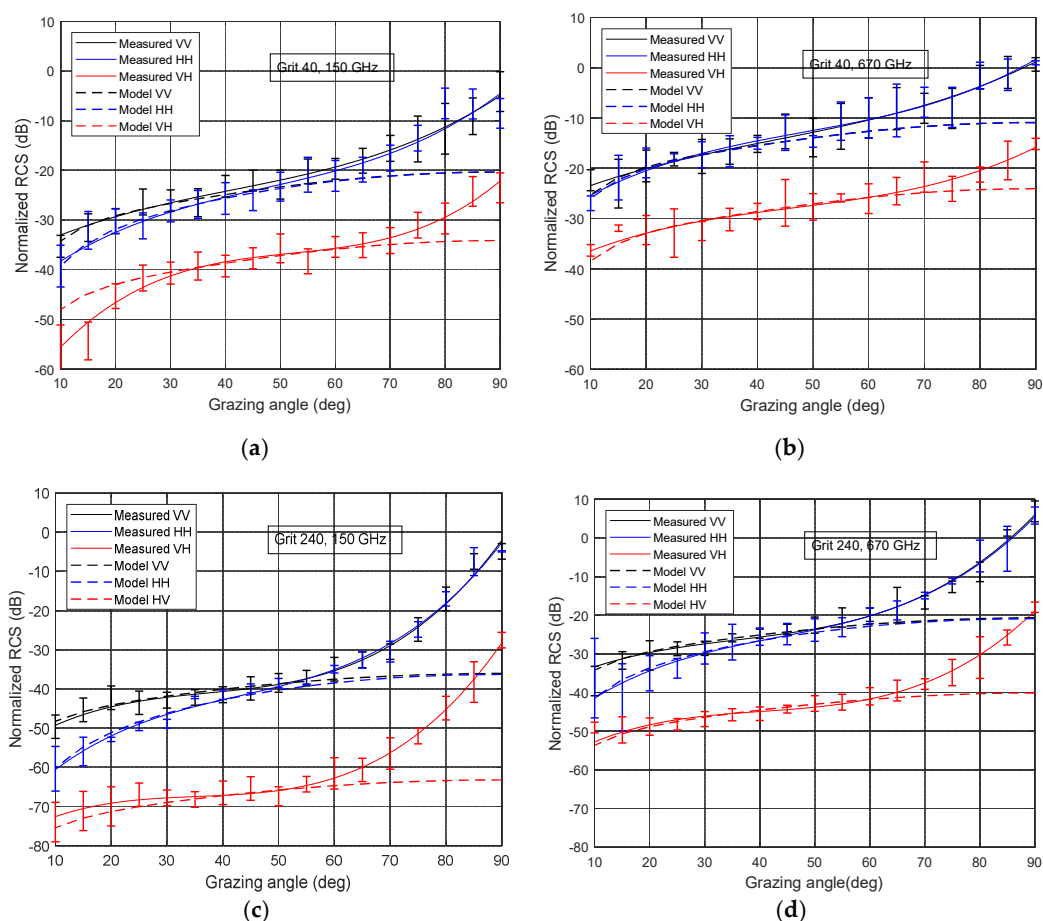 10
0
-10
-20
-30
-40
-50
-60
Normalized RCS (dB)
Measured VV
Measured HH
Measured VH
Model VV
Model HH
Model VH
Grit 40, 150 GHz
10 20 30 40 50 60 70 80 90
Grazing angle (deg)
(a)
10
0
-10
-20
-30
-40
-50
-60
Normalized RCS (dB)
Measured VV
Measured HH
Measured VH
Model VV
Model HH
Model VH
Grit 40, 670 GHz
10 20 30 40 50 60 70 80 90
Grazing angle (deg)
(b)
10
0
-10
-20
-30
-40
-50
-60
-70
-80
Normalized RCS (dB)
Measured VV
Measured HH
Measured VH
Model VV
Model HH
Model HV
Grit 240, 150 GHz
10 20 30 40 50 60 70 80 90
Grazing angle (deg)
(c)
10
0
-10
-20
-30
-40
-50
-60
-70
-80
Normalized RCS (dB)
Measured VV
Measured HH
Measured VH
Model VV
Model HH
Model HV
Grit 240, 670 GHz
10 20 30 40 50 60 70 80 90
Grazing angle(deg)
(d)